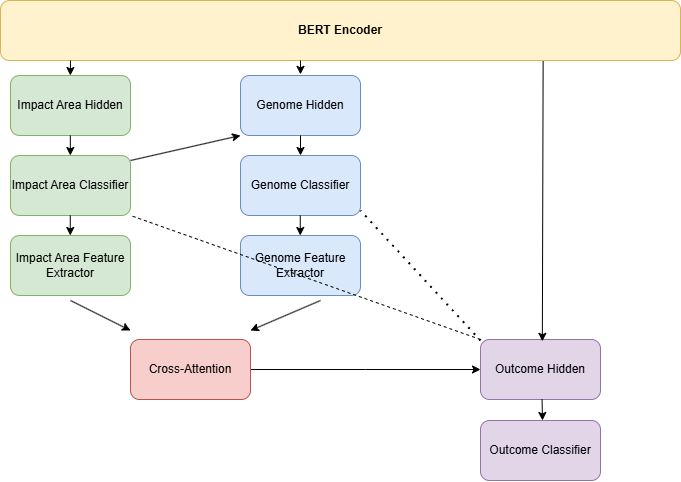 BERT Encoder
Impact Area Hidden
Genome Hidden
Impact Area Classifier
Genome Classifier
Impact Area Feature
Extractor
Genome Feature
Extractor
Cross-Attention
Outcome Hidden
Outcome Classifier